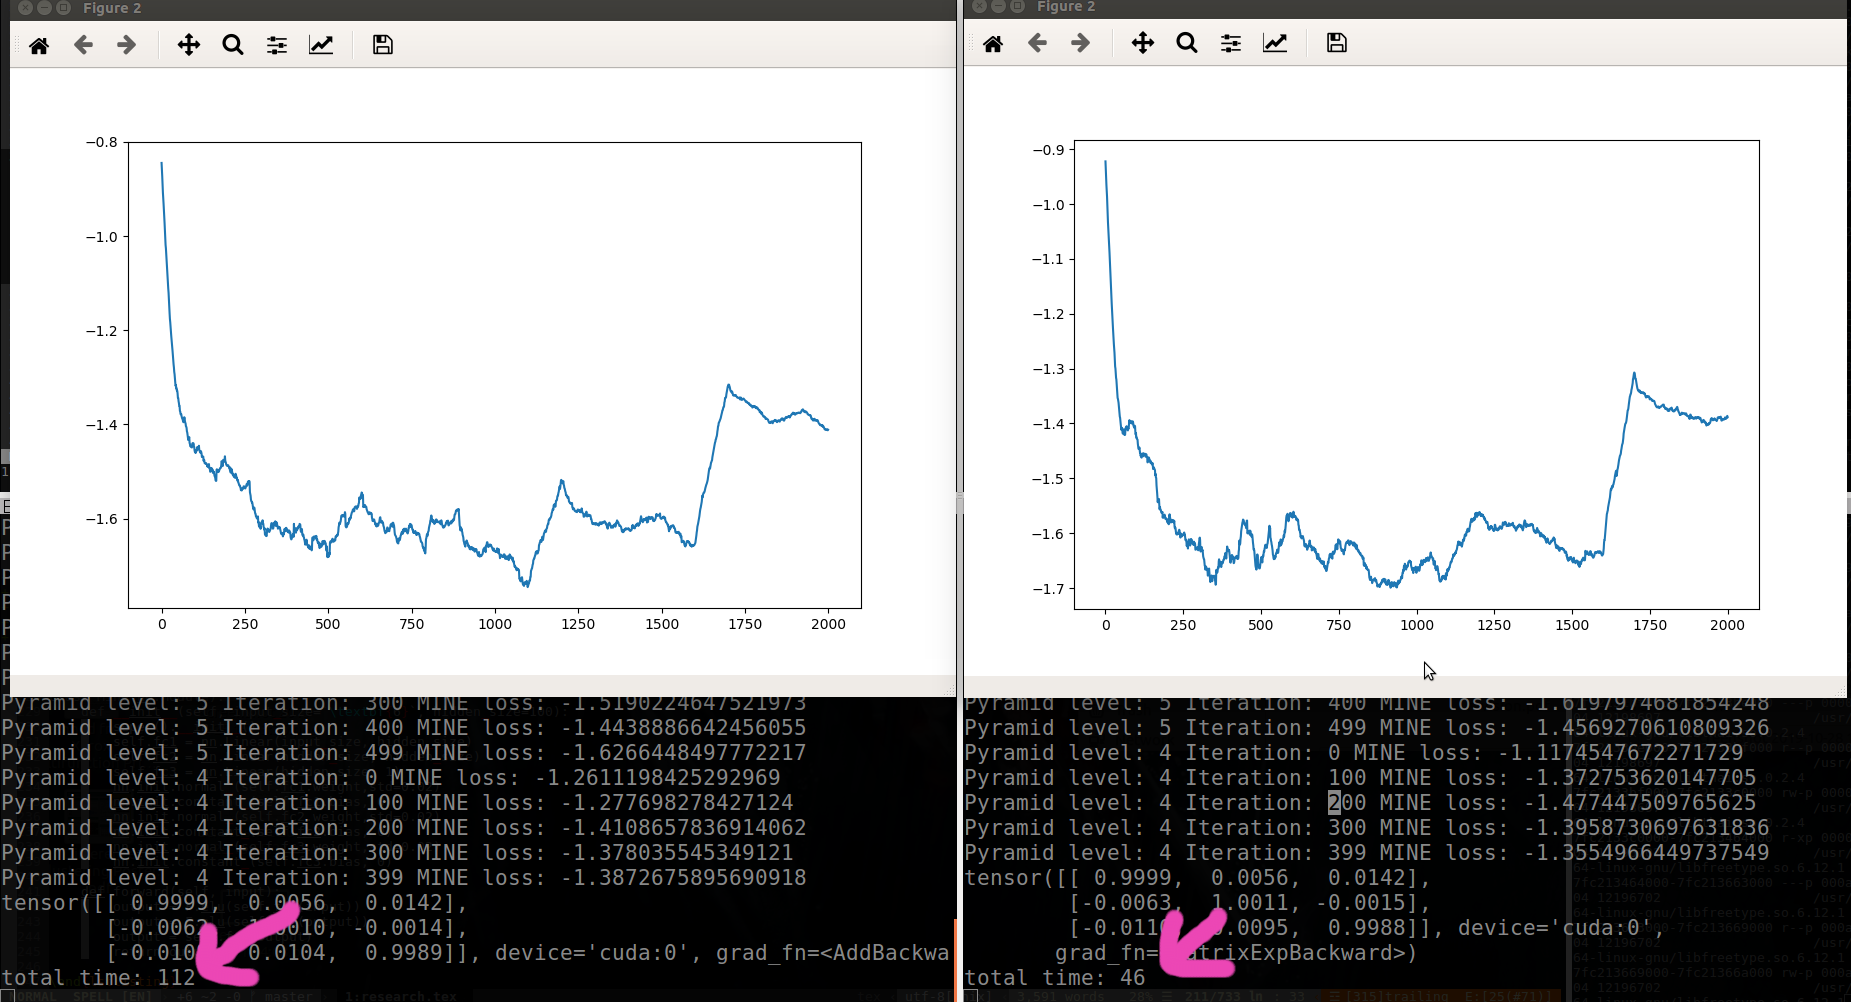 Figure 2
−0.8
−1.0
−1.2
−1.4
−1.6
0 250 500 750 1000 1250 1500 1750 2000
Pyramid level: 5 Iteration: 300 MINE loss: -1.5190224647521973
Pyramid level: 5 Iteration: 400 MINE loss: -1.4438886642456055
Pyramid level: 5 Iteration: 499 MINE loss: -1.6266448497772217
Pyramid level: 4 Iteration: 0 MINE loss: -1.2611198425292969
Pyramid level: 4 Iteration: 100 MINE loss: -1.277698278427124
Pyramid level: 4 Iteration: 200 MINE loss: -1.4108657836914062
Pyramid level: 4 Iteration: 300 MINE loss: -1.378035545349121
Pyramid level: 4 Iteration: 399 MINE loss: -1.3872675895690918
tensor([[ 0.9999, 0.0056, 0.0142],
[-0.0062, -0.0014],
[-0.010 0.0104, 0.9989]], device='cuda:0', grad_fn=<AddBackwa
total time: 112
Figure 2
−0.9
−1.0
−1.1
−1.2
−1.3
−1.4
−1.5
−1.6
−1.7
0 250 500 750 1000 1250 1500 1750 2000
Pyramid level: 5 Iteration: 400 MINE loss: -1.6197974681854248
Pyramid level: 5 Iteration: 499 MINE loss: -1.4569270610809326
Pyramid level: 4 Iteration: 0 MINE loss: -1.1174547672271729
Pyramid level: 4 Iteration: 100 MINE loss: -1.372753620147705
Pyramid level: 4 Iteration: 200 MINE loss: -1.477447509765625
Pyramid level: 4 Iteration: 300 MINE loss: -1.3958730697631836
Pyramid level: 4 Iteration: 399 MINE loss: -1.3554966449737549
tensor([[ 0.9999, 0.0056, 0.0142],
[-0.0063, 1.0011, -0.0015],
[-0.011 0.0095, 0.9988]], device='cuda:0',
grad_fn=<MatrixExpBackward>)
total time: 46